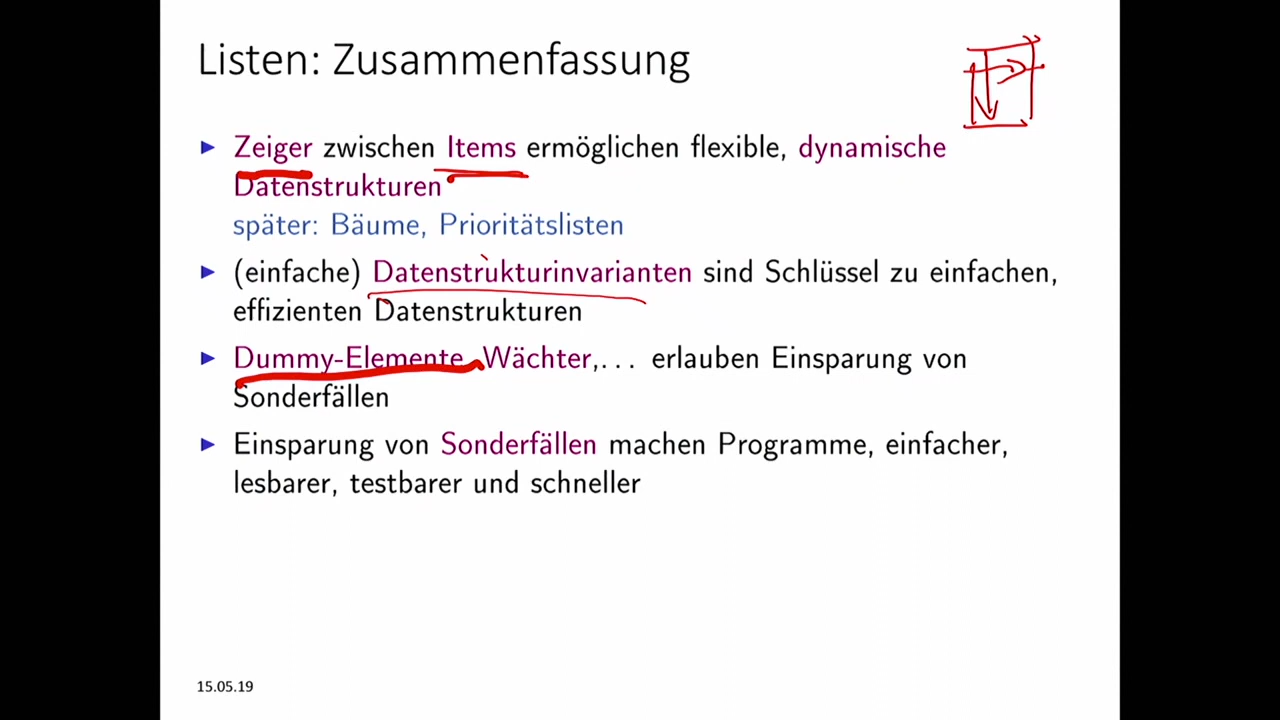 Listen: Zusammenfassung
Zeiger zwischen Items ermöglichen flexible, dynamische
Datenstrukturen
später: Bäume, Prioritätslisten
(einfache) Datenstrukturinvarianten sind Schlüssel zu einfachen,
effizienten Datenstrukturen
Dummy-Elemente, Wächter,... erlauben Einsparung von
Sonderfällen
Einsparung von Sonderfällen machen Programme, einfacher,
lesbarer, testbarer und schneller
15.05.19